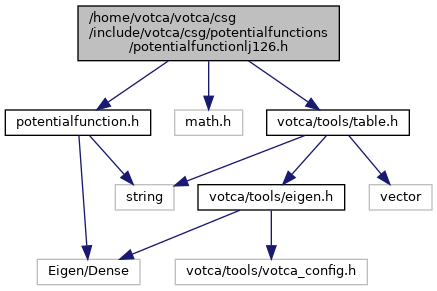 /home/votca/votca/csg
/include/votca/csg/potentialfunctions
/potentialfunctionlj126.h
potentialfunction.h
math.h
votca/tools/table.h
string
votca/tools/eigen.h
vector
Eigen/Dense
votca/tools/votca_config.h